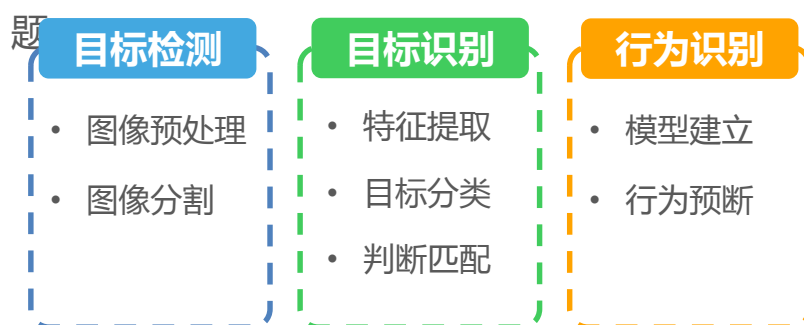 题
目标检测
• 图像预处理
• 图像分割
目标识别
• 特征提取
• 目标分类
• 判断匹配
行为识别
• 模型建立
• 行为预断